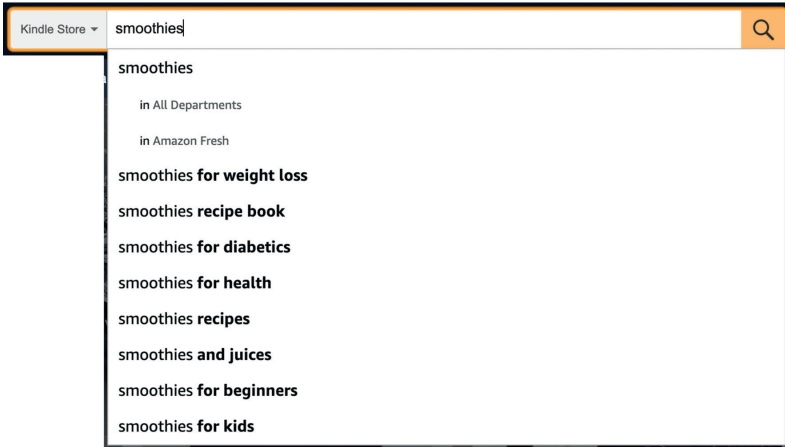 Kindle Store smoothies
smoothies
in All Departments
in Amazon Fresh
smoothies for weight loss
smoothies recipe book
smoothies for diabetics
smoothies for health
smoothies recipes
smoothies and juices
smoothies for beginners
smoothies for kids